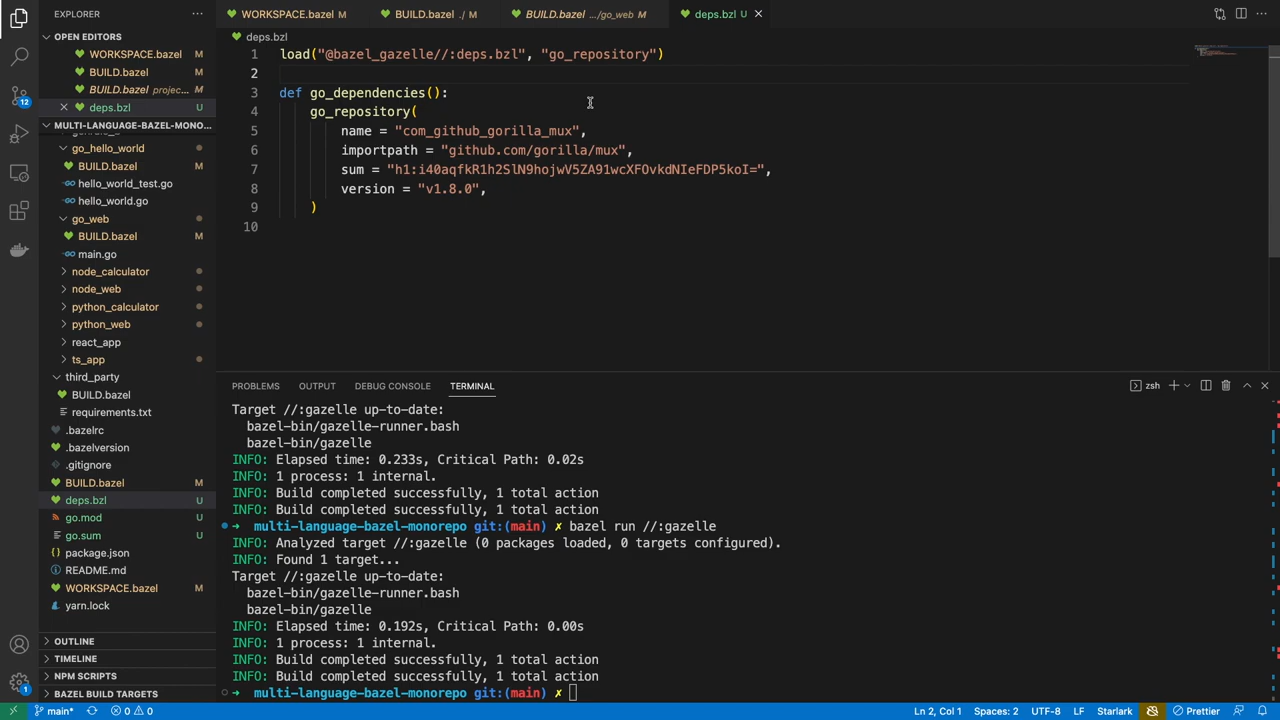 EXPLORER
OPEN EDITORS
WORKSPACE.bazel M
BUILD.bazel M
BUILD.bazel projec... M
deps.bzl U
MULTI-LANGUAGE-BAZEL-MONO...
go_hello_world
BUILD.bazel M
hello_world_test.go
hello_world.go
go_web
BUILD.bazel M
main.go
node_calculator
node_web
python_calculator
python_web
react_app
ts_app
third_party
BUILD.bazel
requirements.txt
.bazelrc
.bazelversion
.gitignore
BUILD.bazel M
deps.bzl U
go.mod U
go.sum U
package.json
README.md
WORKSPACE.bazel M
yarn.lock
OUTLINE
TIMELINE
NPM SCRIPTS
BAZEL BUILD TARGETS
12
1
WORKSPACE.bazel M BUILD.bazel ./ M BUILD.bazel .../go_web M deps.bzl U
deps.bzl
1 load("@bazel_gazelle//:deps.bzl", "go_repository")
2
3 def go_dependencies():
4 go_repository(
5 name = "com_github_gorilla_mux",
6 importpath = "github.com/gorilla/mux",
7 sum = "h1:i40aqfkR1h2SlN9hojwV5ZA91wcXFOvkdNIeFDP5koI=",
8 version = "v1.8.0",
9 )
10
PROBLEMS OUTPUT DEBUG CONSOLE TERMINAL zsh
Target //:gazelle up-to-date:
bazel-bin/gazelle-runner.bash
bazel-bin/gazelle
INFO: Elapsed time: 0.233s, Critical Path: 0.02s
INFO: 1 process: 1 internal.
INFO: Build completed successfully, 1 total action
INFO: Build completed successfully, 1 total action
➜ multi-language-bazel-monorepo git:(main) ✗ bazel run //:gazelle
INFO: Analyzed target //:gazelle (0 packages loaded, 0 targets configured).
INFO: Found 1 target...
Target //:gazelle up-to-date:
bazel-bin/gazelle-runner.bash
bazel-bin/gazelle
INFO: Elapsed time: 0.192s, Critical Path: 0.00s
INFO: 1 process: 1 internal.
INFO: Build completed successfully, 1 total action
INFO: Build completed successfully, 1 total action
➜ multi-language-bazel-monorepo git:(main) ✗
main* 0 0 Ln 2, Col 1 Spaces: 2 UTF-8 LF Starlark Prettier